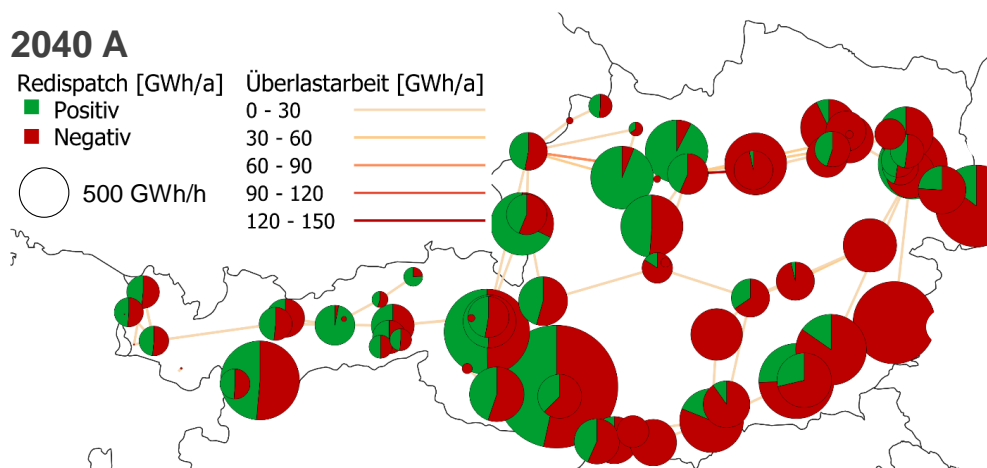 2040 A
Redispatch [GWh/a]
Positiv
Negativ
500 GWh/h
Überlastarbeit [GWh/a]
0 - 30
30 - 60
60 - 90
90 - 120
120 - 150